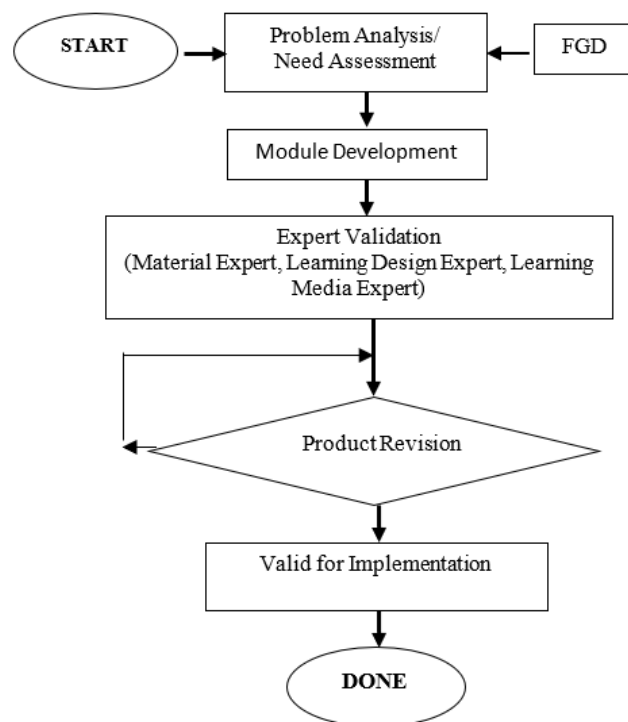 START
Problem Analysis/
Need Assessment
FGD
Module Development
Expert Validation
(Material Expert, Learning Design Expert, Learning
Media Expert)
Product Revision
Valid for Implementation
DONE